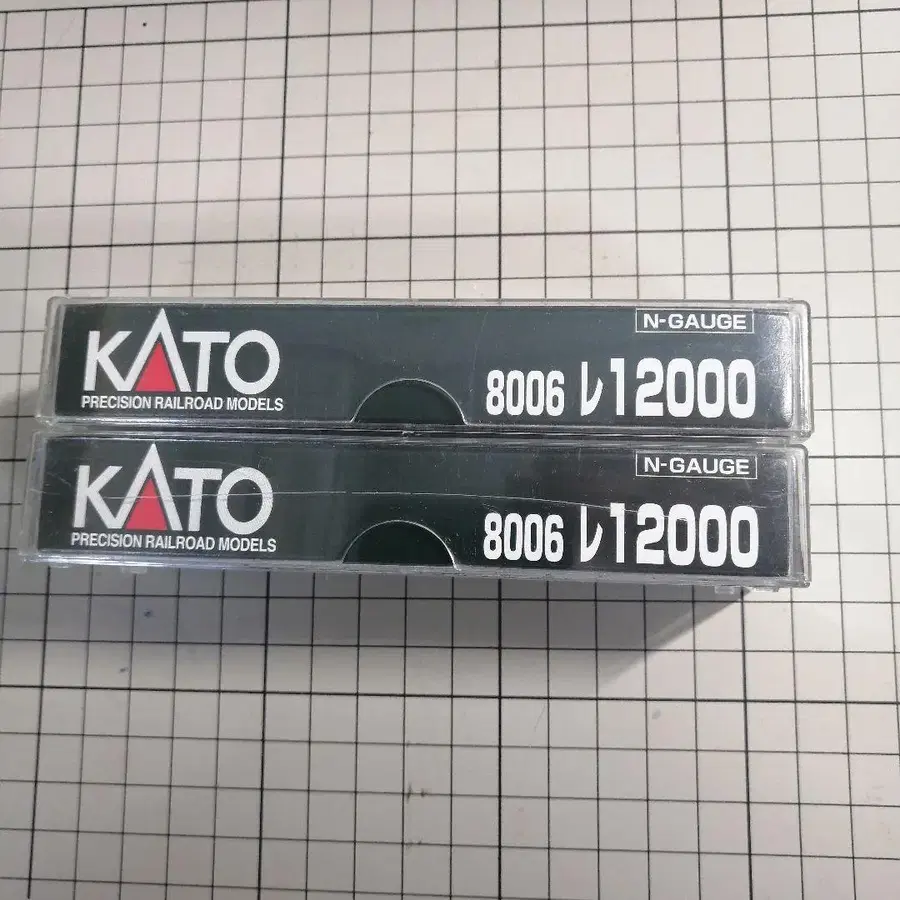 N-GAUGE
KATO
PRECISION RAILROAD MODELS
8006 レ12000
N-GAUGE
KATO
PRECISION RAILROAD MODELS
8006 レ12000